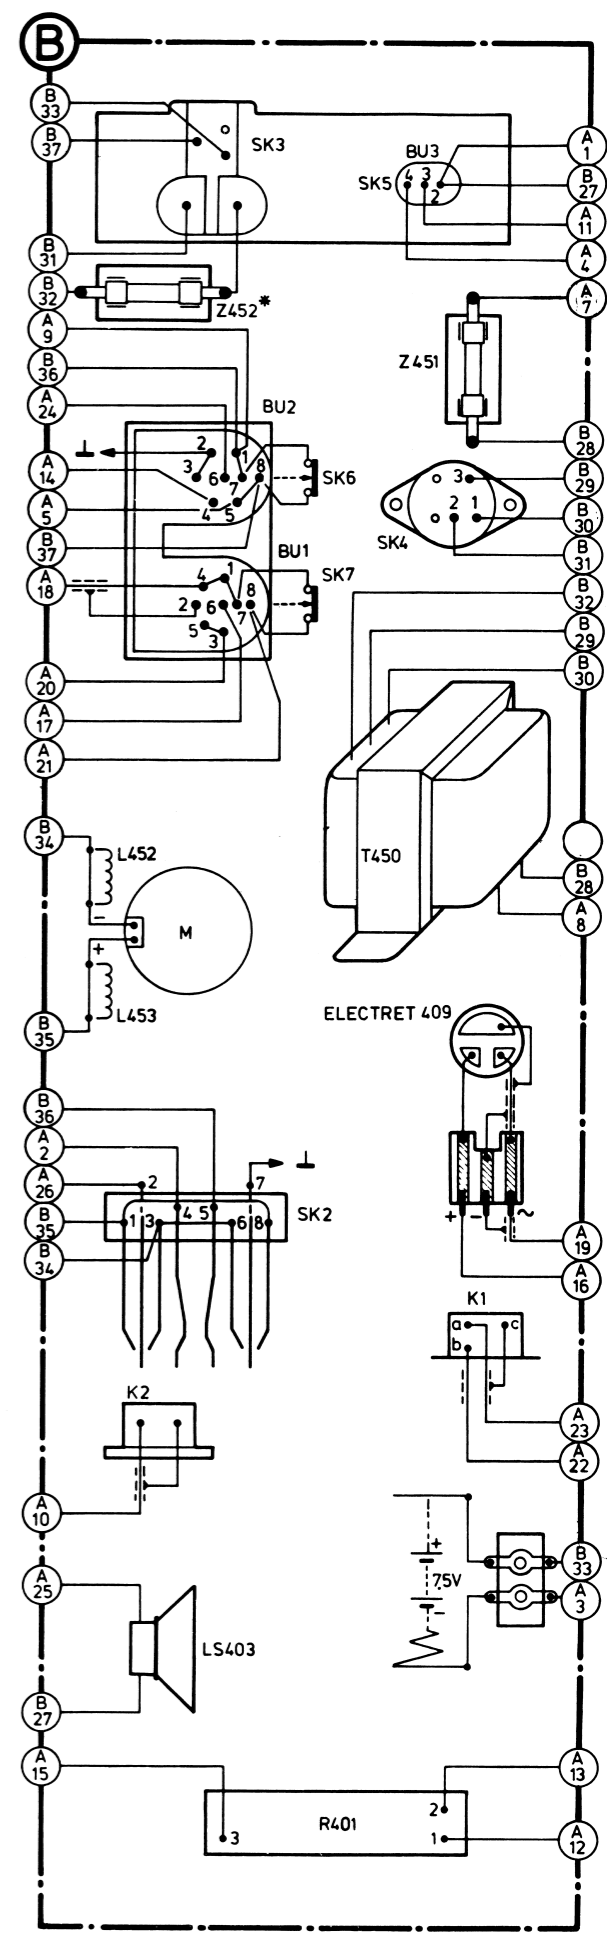 B
B 33
B 37
SK3
BU3
SK5
4 3 2
A 1
B 27
A 11
A 4
A 7
B 31
B 32
Z452*
A 9
B 36
A 24
BU2
Z451
2 1
3 6 7 8
4 5
SK6
A 14
A 5
B 37
A 18
B 28
B 29
B 30
B 31
3
2 1
SK4
BU1
SK7
1
4 8
2 6 7
5 3
B 32
B 29
B 30
A 20
A 17
A 21
T450
B 28
A 8
B 34
L452
-
M
+
L453
B 35
ELECTRET 409
+ - ~
A 19
A 16
B 36
A 2
A 26
B 35
B 34
2 7
1 3 4 5 6 8
SK2
K1
a c
b
A 23
A 22
K2
A 10
+
7.5V
-
B 33
A 3
A 25
LS403
B 27
A 15
R401
3
2
1
A 13
A 12